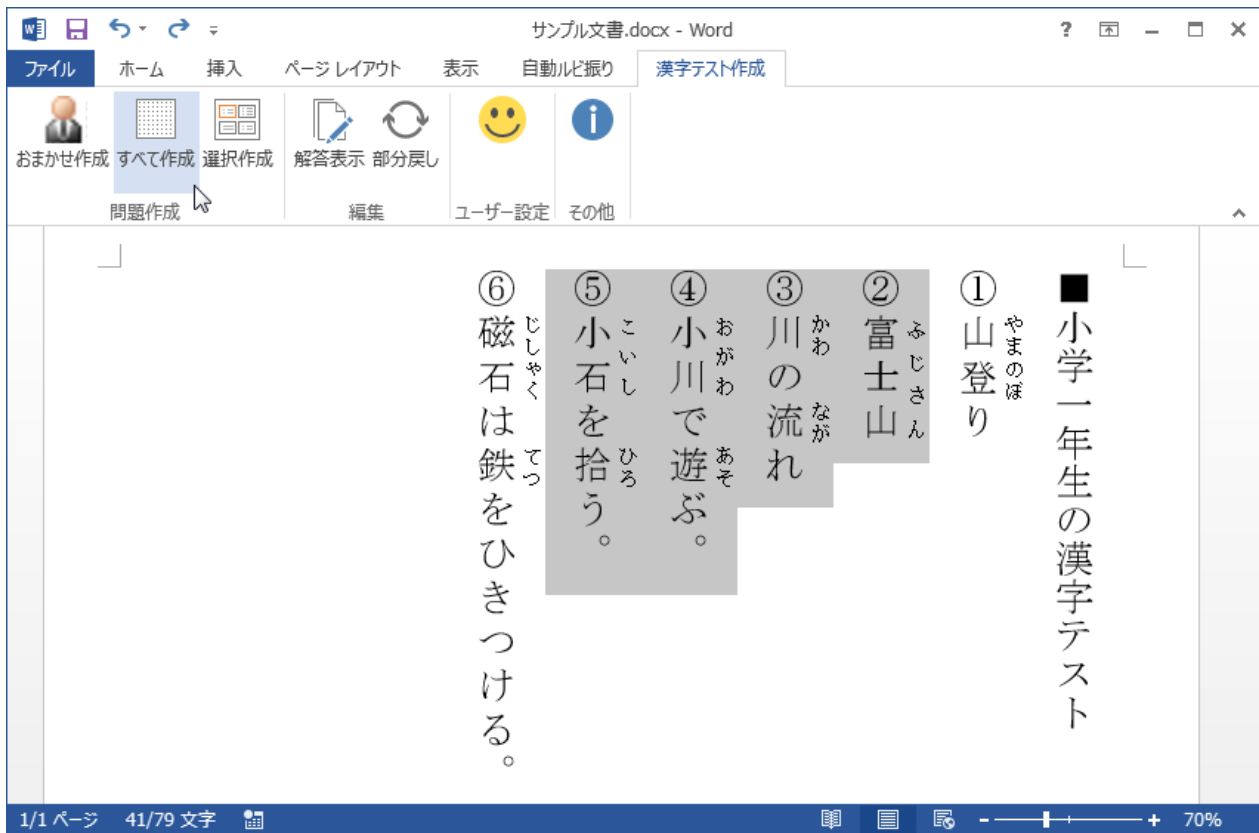 サンプル文書.docx - Word
?
ファイル ホーム 挿入 ページ レイアウト 表示 自動ルビ振り 漢字テスト作成
おまかせ作成 すべて作成 選択作成 解答表示 部分戻し
問題作成 編集 ユーザー設定 その他
■小学一年生の漢字テスト
やまのぼ
①山登り
ふじさん
②富士山
かわ なが
③川の流れ
おがわ あそ
④小川で遊ぶ。
こいし ひろ
⑤小石を拾う。
じしゃく てつ
⑥磁石は鉄をひきつける。
1/1 ページ 41/79 文字 70%